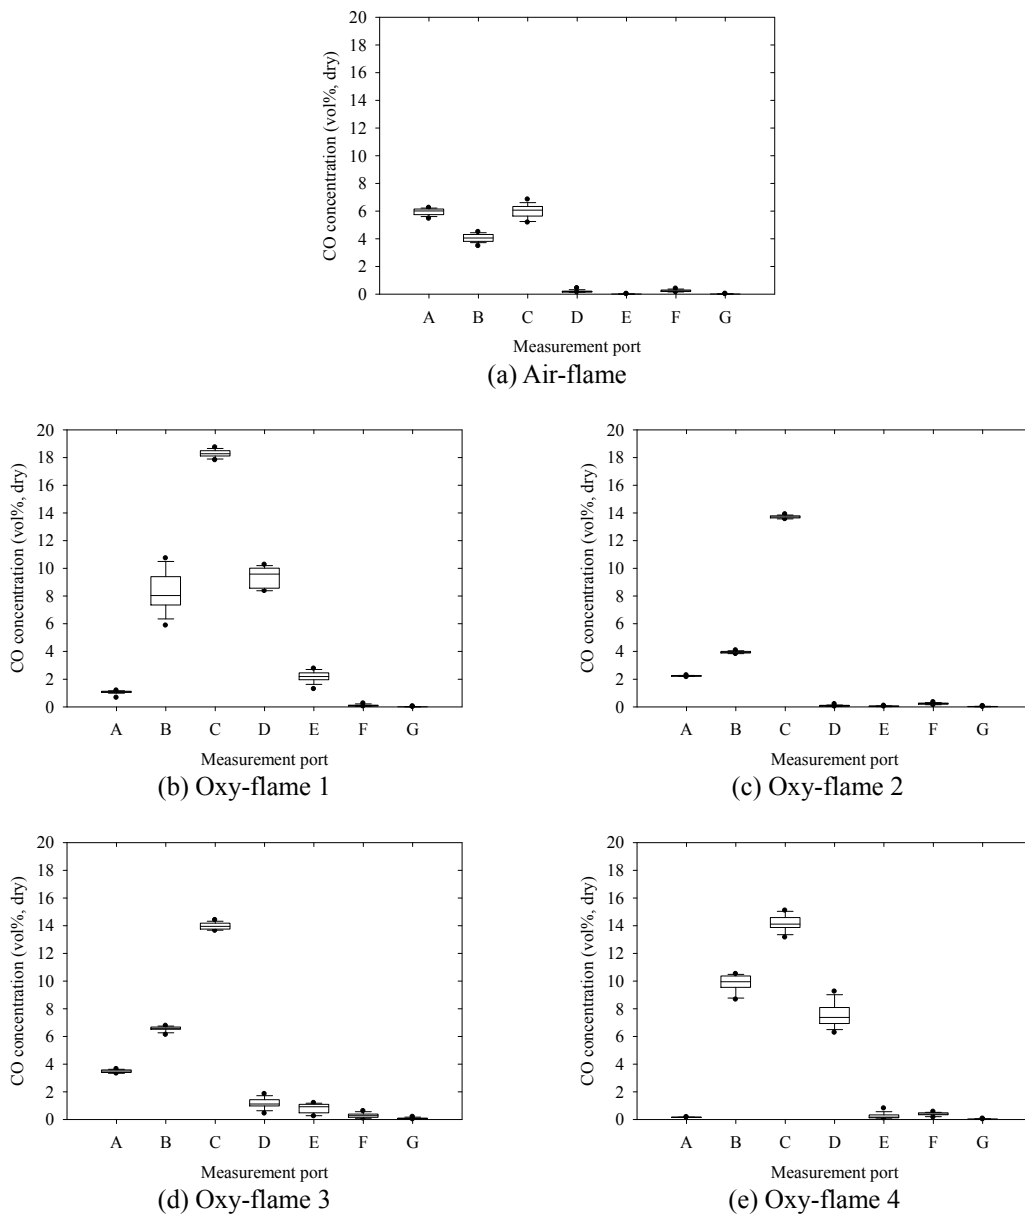 20
18
16
14
12
10
8
6
4
2
0
CO concentration (vol%, dry)
A B C D E F G
Measurement port
(a) Air-flame
20
18
16
14
12
10
8
6
4
2
0
CO concentration (vol%, dry)
A B C D E F G
Measurement port
(b) Oxy-flame 1
20
18
16
14
12
10
8
6
4
2
0
CO concentration (vol%, dry)
A B C D E F G
Measurement port
(c) Oxy-flame 2
20
18
16
14
12
10
8
6
4
2
0
CO concentration (vol%, dry)
A B C D E F G
Measurement port
(d) Oxy-flame 3
20
18
16
14
12
10
8
6
4
2
0
CO concentration (vol%, dry)
A B C D E F G
Measurement port
(e) Oxy-flame 4